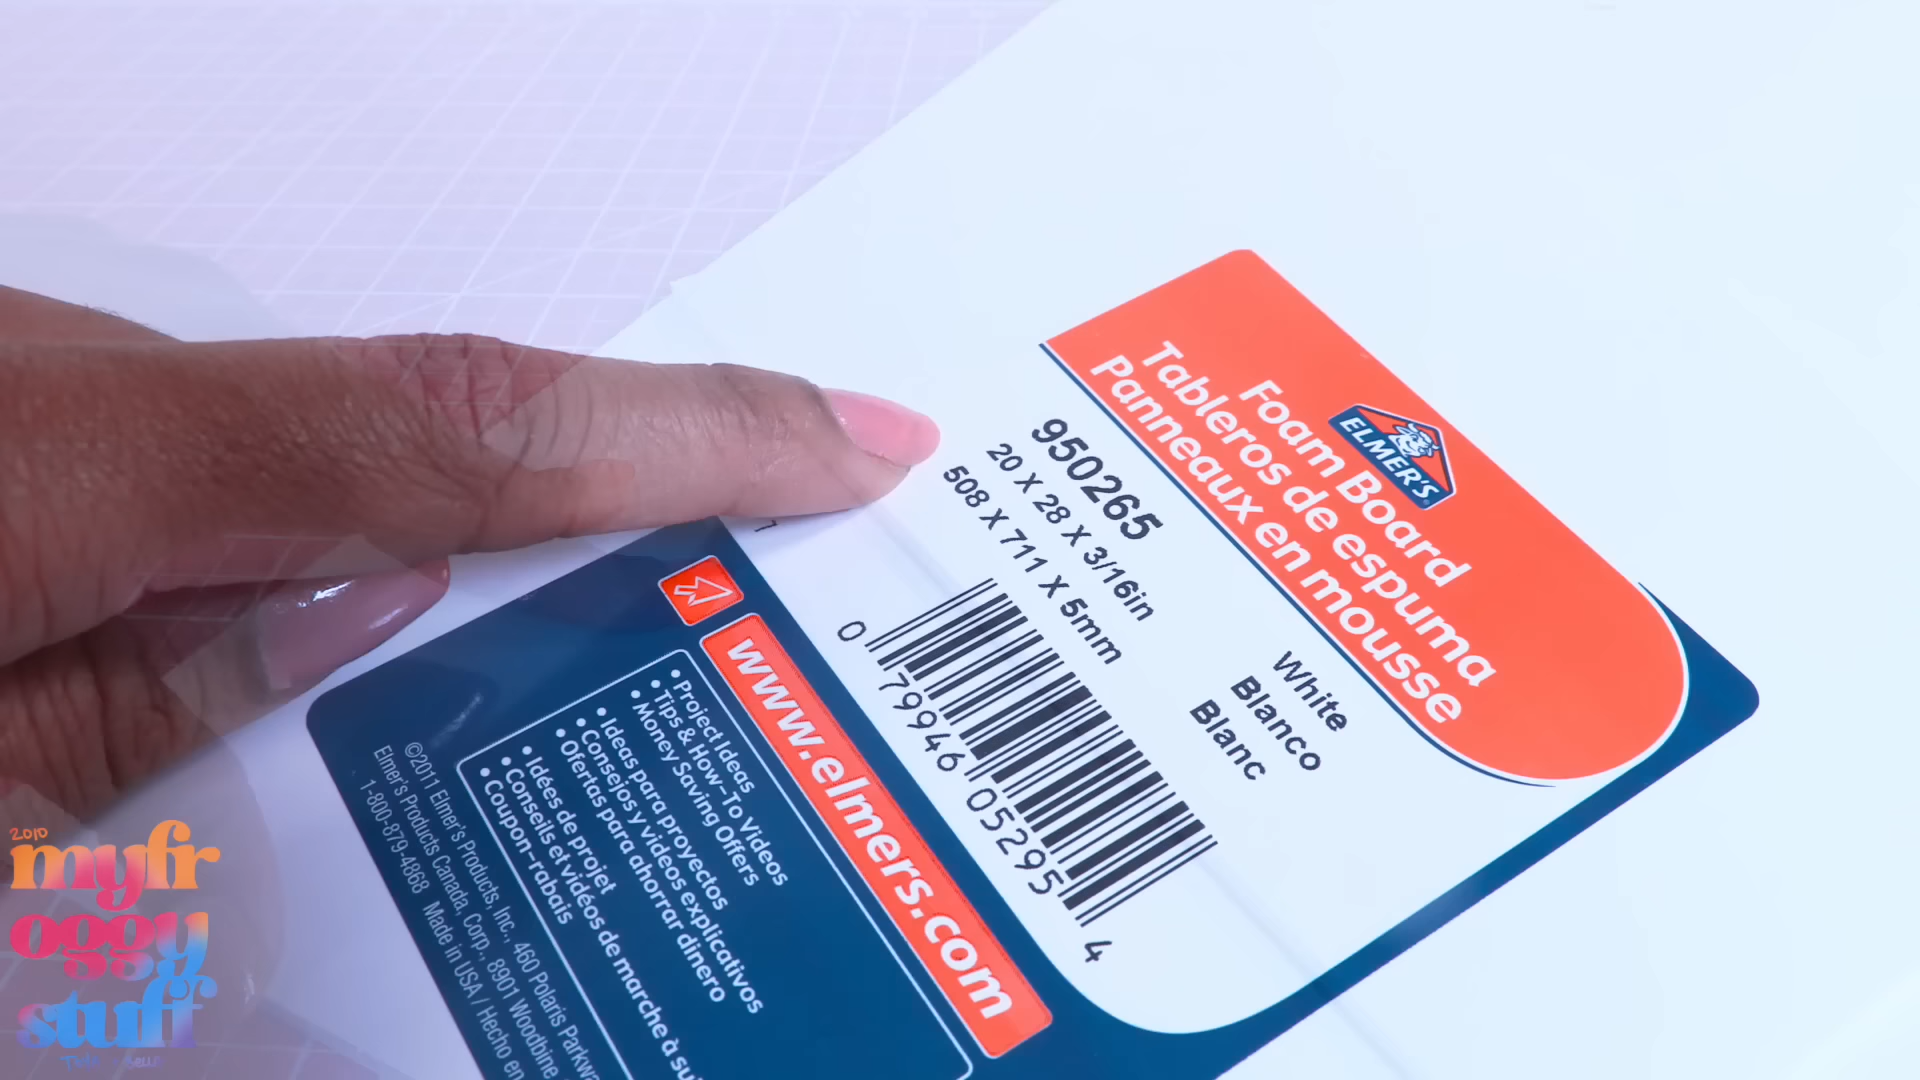 ELMER'S
Foam Board
Tableros de espuma
Panneaux en mousse
950265
20 X 28 X 3/16in
508 X 711 X 5mm
White
Blanco
Blanc
0 79946 05295 4
www.elmers.com
• Project Ideas
• Tips & How-To Videos
• Money Saving Offers
• Ideas para proyectos
• Consejos y videos explicativos
• Ofertas para ahorrar dinero
• Idées de projet
• Conseils et vidéos de marche à
• Coupon-rabais
©2011 Elmer's Products, Inc., 460 Polaris
Elmer's Products Canada, Corp., 8901 Woodbine
1-800-879-4868 Made in USA / Hecho en
2010
myfr
oggy
stuff